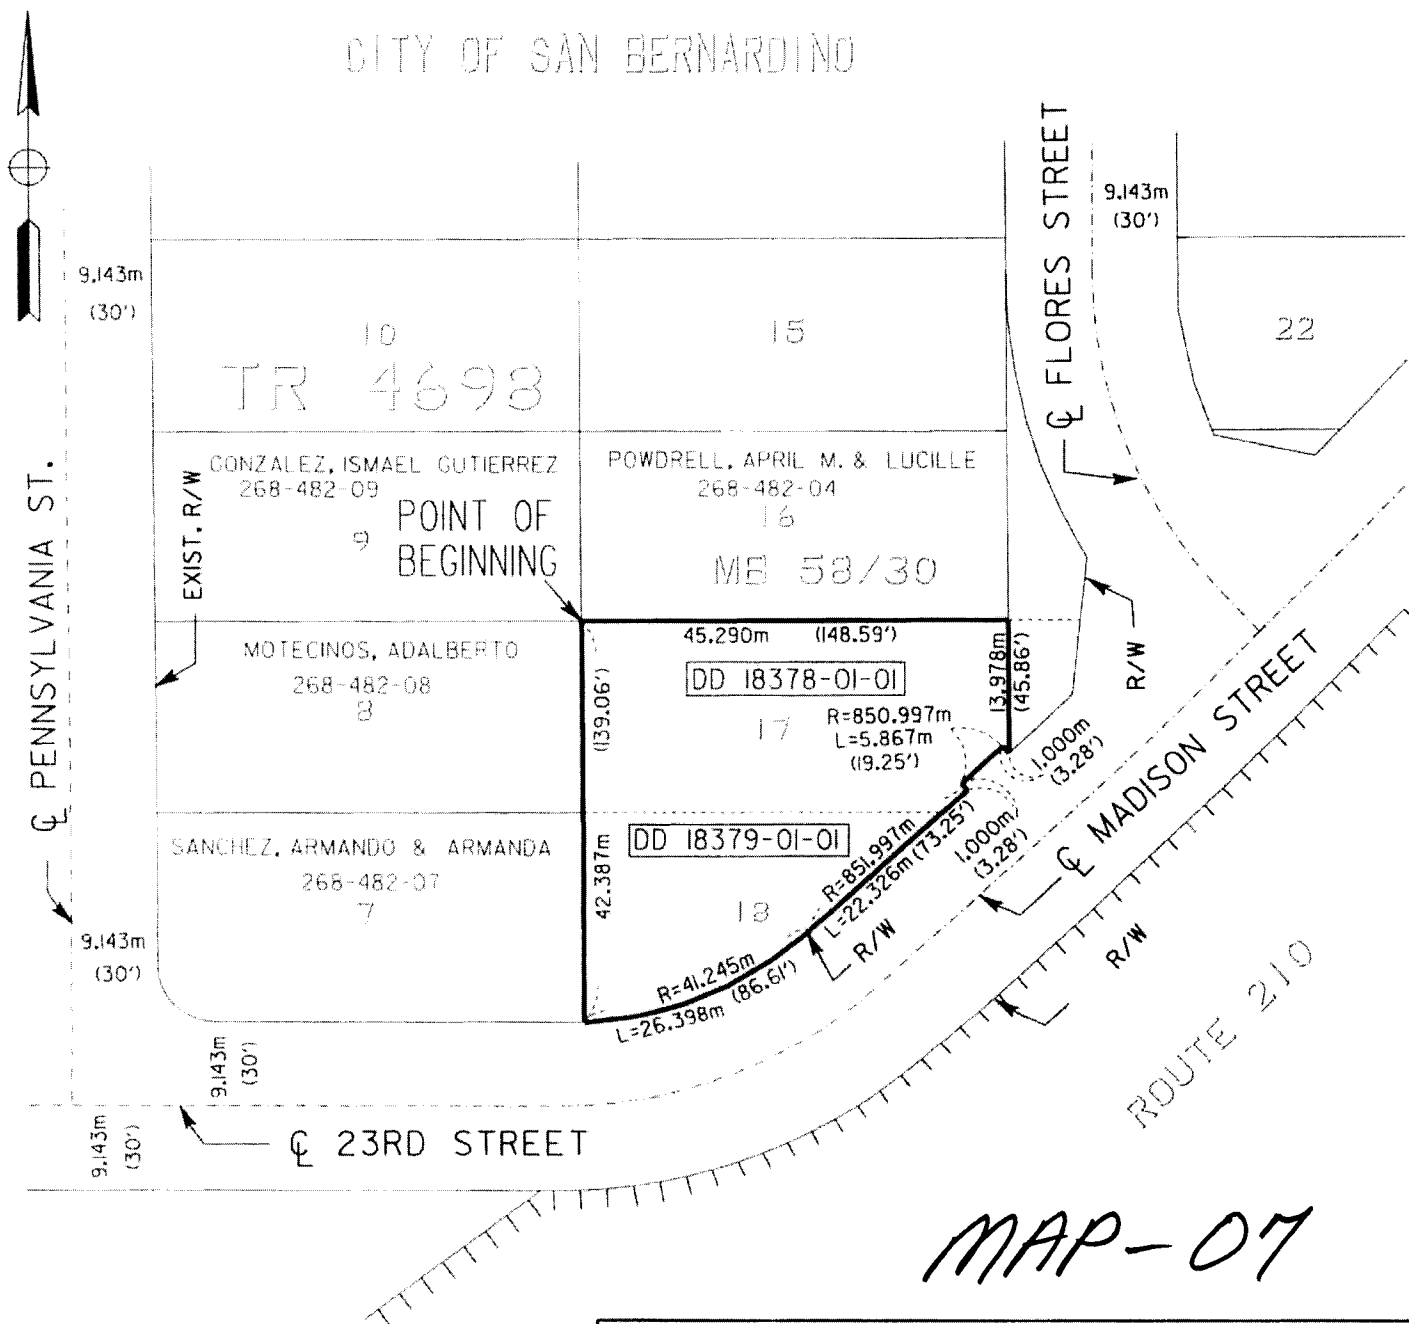 CITY OF SAN BERNARDINO
℄ FLORES STREET
9.143m
(30')
9.143m
(30')
10
15
22
TR 4698
GONZALEZ, ISMAEL GUTIERREZ
268-482-09
9
POWDRELL, APRIL M. & LUCILLE
268-482-04
16
MB 58/30
EXIST. R/W
POINT OF
BEGINNING
℄ PENNSYLVANIA ST.
MOTECINOS, ADALBERTO
268-482-08
8
45.290m (148.59')
DD 18378-01-01
13.978m
(45.86')
R/W
(139.06')
42.387m
17
R=850.997m
L=5.867m
(19.25')
1.000m
(3.28')
℄ MADISON STREET
SANCHEZ, ARMANDO & ARMANDA
268-482-07
7
DD 18379-01-01
18
R=851.997m
L=22.326m (73.25')
1.000m
(3.28')
R/W
R/W
R=41.245m
L=26.398m (86.61')
9.143m
(30')
9.143m
(30')
9.143m
(30')
℄ 23RD STREET
ROUTE 210
MAP-07